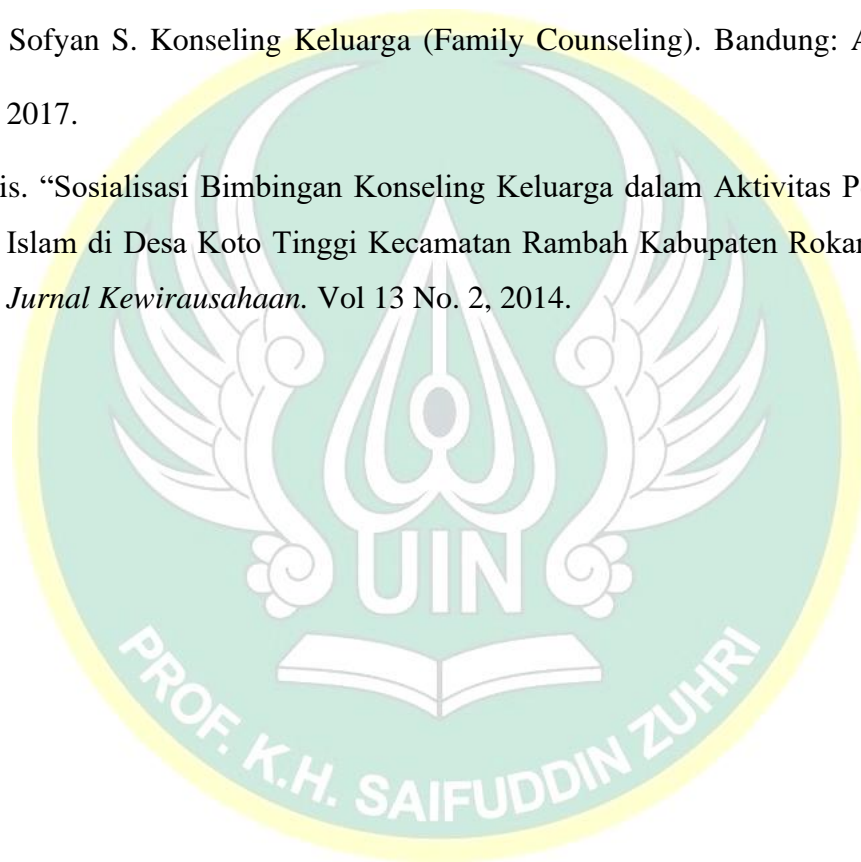 Sofyan S. Konseling Keluarga (Family Counseling). Bandung: A
2017.
is. “Sosialisasi Bimbingan Konseling Keluarga dalam Aktivitas P
Islam di Desa Koto Tinggi Kecamatan Rambah Kabupaten Rokan
Jurnal Kewirausahaan. Vol 13 No. 2, 2014.
UIN
PROF. K.H. SAIFUDDIN ZUHRI